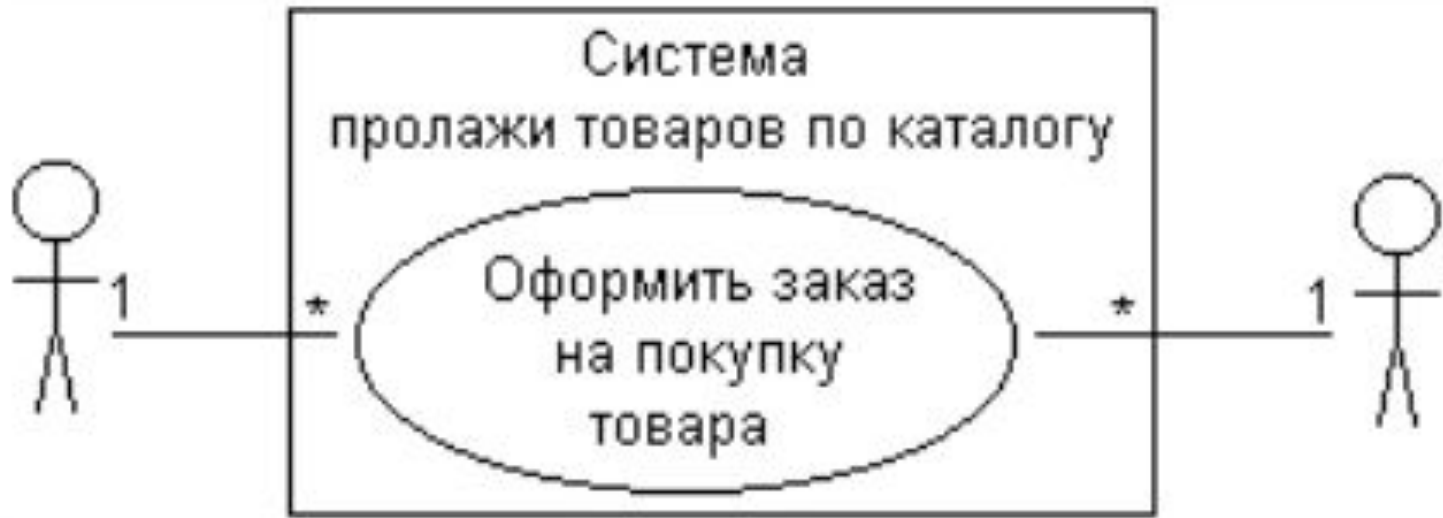 Система
пролажи товаров по каталогу
1
*
Оформить заказ
на покупку
товара
*
1